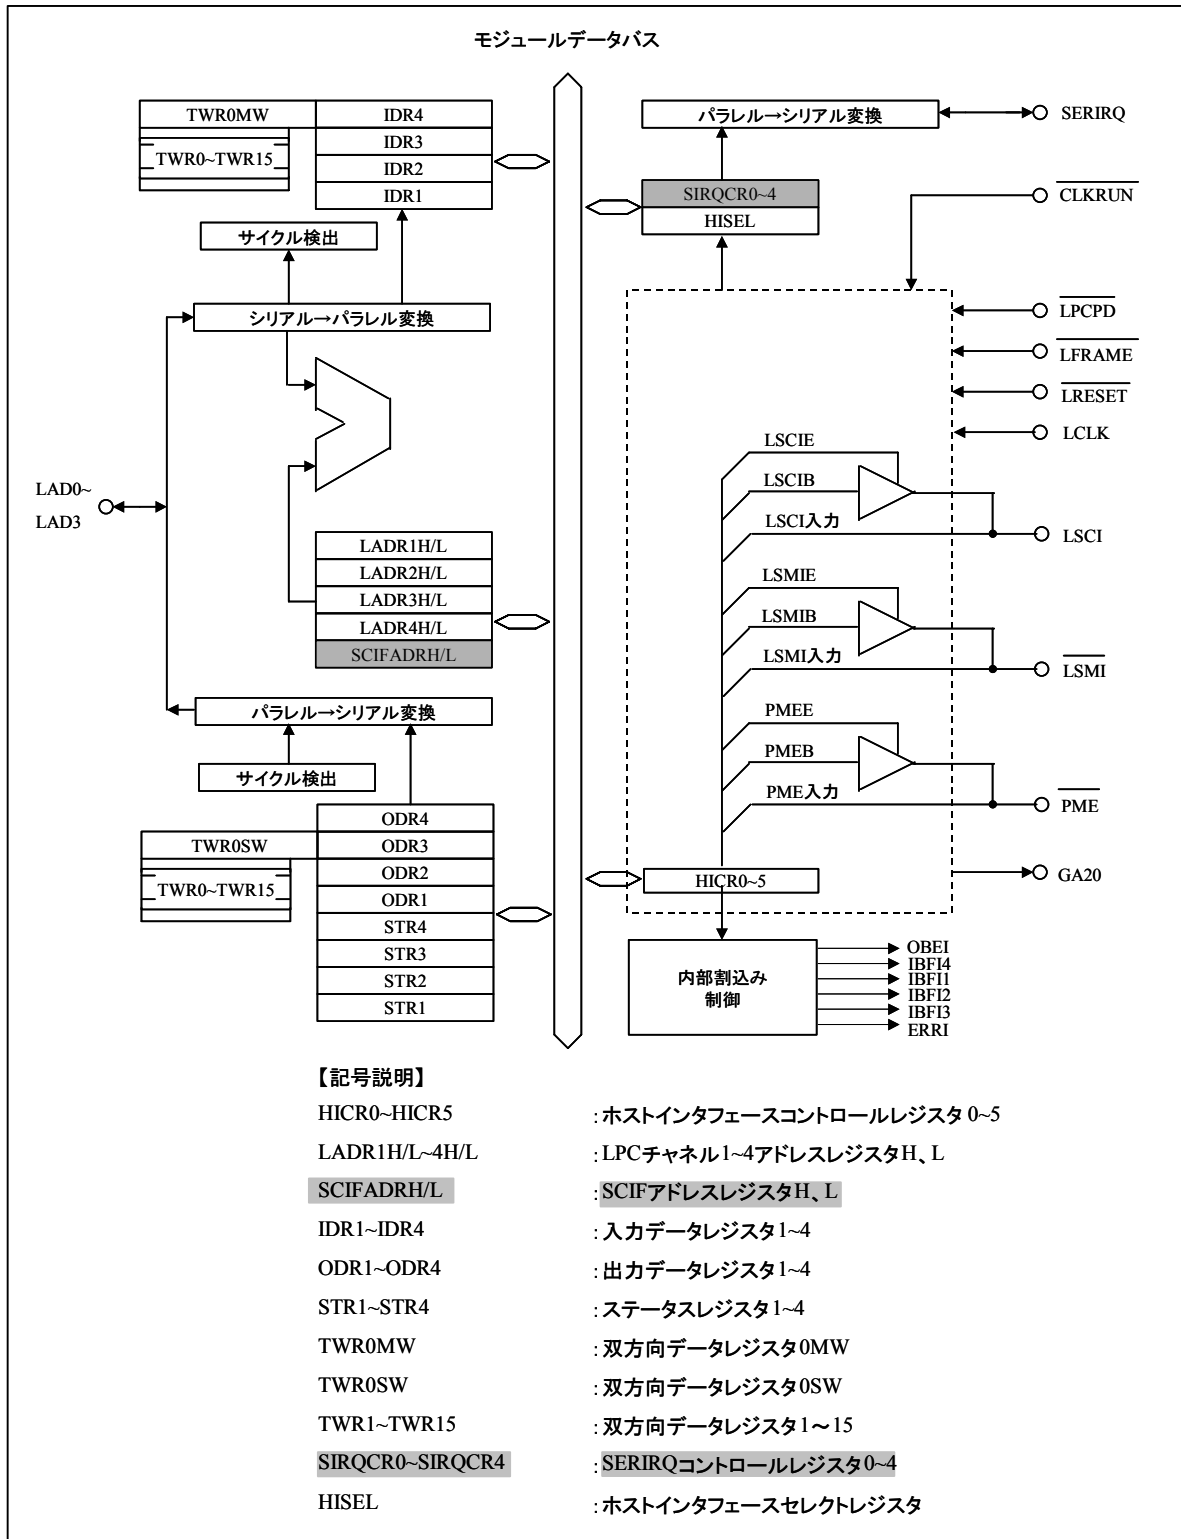 モジュールデータバス
TWR0MW
IDR4
IDR3
TWR0~TWR15
IDR2
IDR1
サイクル検出
シリアル→パラレル変換
LAD0~
LAD3
LADR1H/L
LADR2H/L
LADR3H/L
LADR4H/L
SCIFADRH/L
パラレル→シリアル変換
サイクル検出
ODR4
TWR0SW
ODR3
ODR2
TWR0~TWR15
ODR1
STR4
STR3
STR2
STR1
パラレル→シリアル変換
SERIRQ
SIRQCR0~4
HISEL
CLKRUN
LPCPD
LFRAME
LRESET
LCLK
LSCIE
LSCIB
LSCI入力
LSCI
LSMIE
LSMIB
LSMI入力
LSMI
PMEE
PMEB
PME入力
PME
HICR0~5
GA20
内部割込み
制御
OBEI
IBFI4
IBFI1
IBFI2
IBFI3
ERRI
【記号説明】
HICR0~HICR5 :ホストインタフェースコントロールレジスタ0~5
LADR1H/L~4H/L :LPCチャネル1~4アドレスレジスタH、L
SCIFADRH/L :SCIFアドレスレジスタH、L
IDR1~IDR4 :入力データレジスタ1~4
ODR1~ODR4 :出力データレジスタ1~4
STR1~STR4 :ステータスレジスタ1~4
TWR0MW :双方向データレジスタ0MW
TWR0SW :双方向データレジスタ0SW
TWR1~TWR15 :双方向データレジスタ1～15
SIRQCR0~SIRQCR4 :SERIRQコントロールレジスタ0~4
HISEL :ホストインタフェースセレクトレジスタ